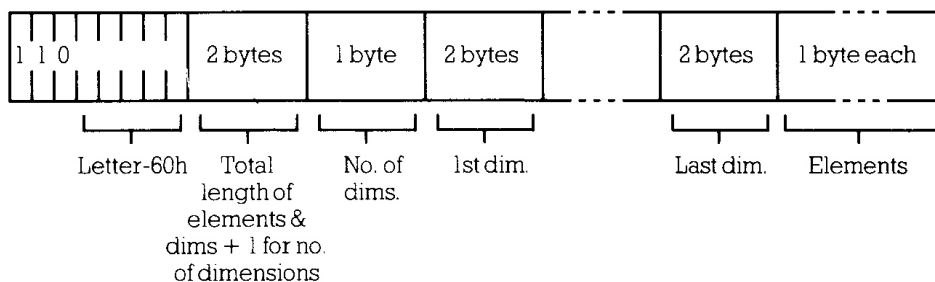 1 1 0
2 bytes
1 byte
2 bytes
2 bytes
1 byte each
Letter-60h
Total
length of
elements &
dims + 1 for no.
of dimensions
No. of
dims.
1st dim.
Last dim.
Elements